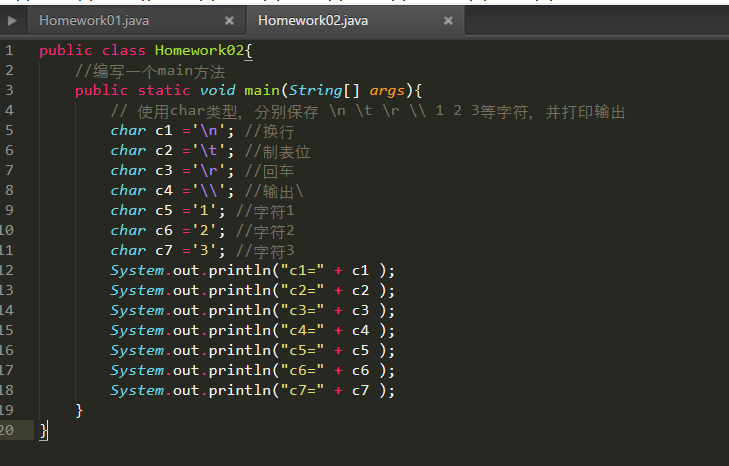 Homework01.java × Homework02.java ×
1 public class Homework02{
2 //编写一个main方法
3 public static void main(String[] args){
4 // 使用char类型, 分别保存 \n \t \r \\ 1 2 3等字符, 并打印输出
5 char c1 ='\n'; //换行
6 char c2 ='\t'; //制表位
7 char c3 ='\r'; //回车
8 char c4 ='\\'; //输出\
9 char c5 ='1'; //字符1
10 char c6 ='2'; //字符2
11 char c7 ='3'; //字符3
12 System.out.println("c1=" + c1 );
13 System.out.println("c2=" + c2 );
14 System.out.println("c3=" + c3 );
15 System.out.println("c4=" + c4 );
16 System.out.println("c5=" + c5 );
17 System.out.println("c6=" + c6 );
18 System.out.println("c7=" + c7 );
19 }
20 }